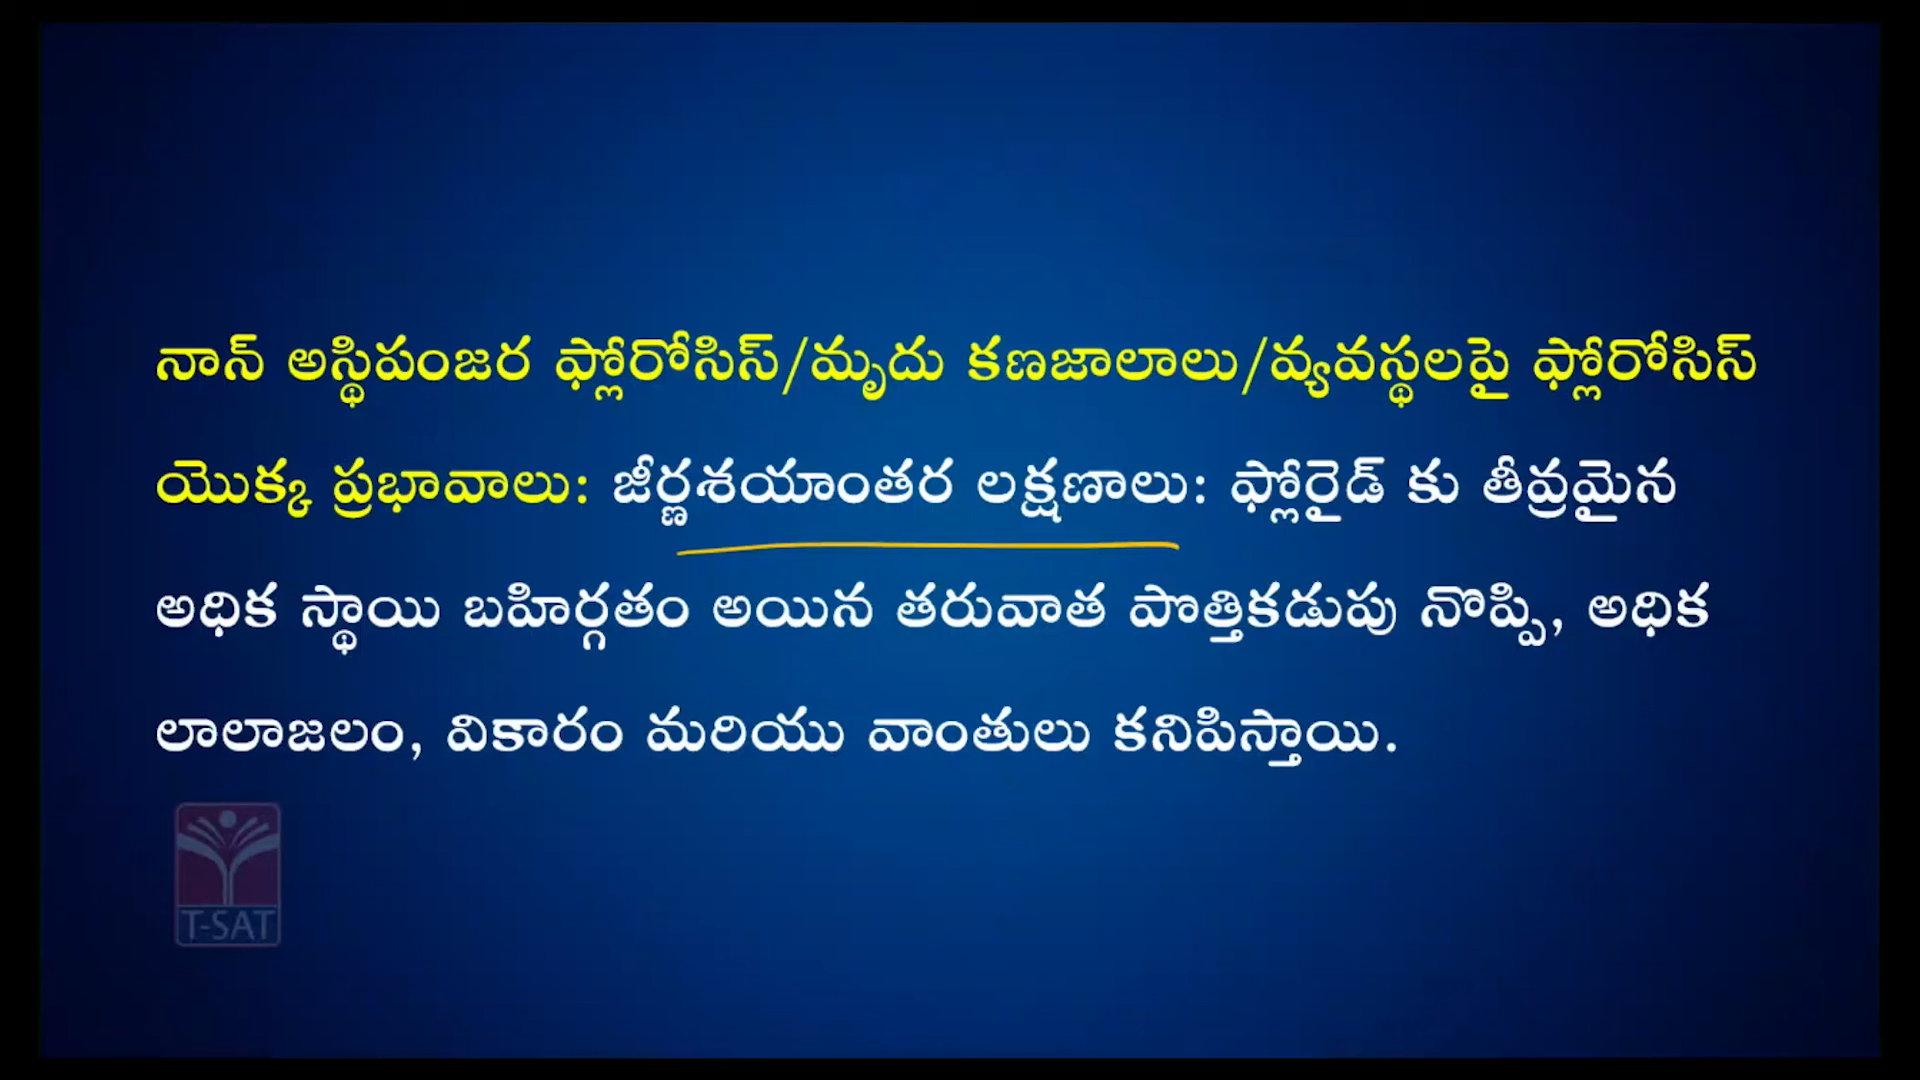 నాన్ అస్థిపంజర ఫ్లోరోసిస్/మృదు కణజాలాలు/వ్యవస్థలపై ఫ్లోరోసిస్
యొక్క ప్రభావాలు: జీర్ణశయాంతర లక్షణాలు: ఫ్లోరైడ్ కు తీవ్రమైన
అధిక స్థాయి బహిర్గతం అయిన తరువాత పొత్తికడుపు నొప్పి, అధిక
లాలాజలం, వికారం మరియు వాంతులు కనిపిస్తాయి.
T-SAT